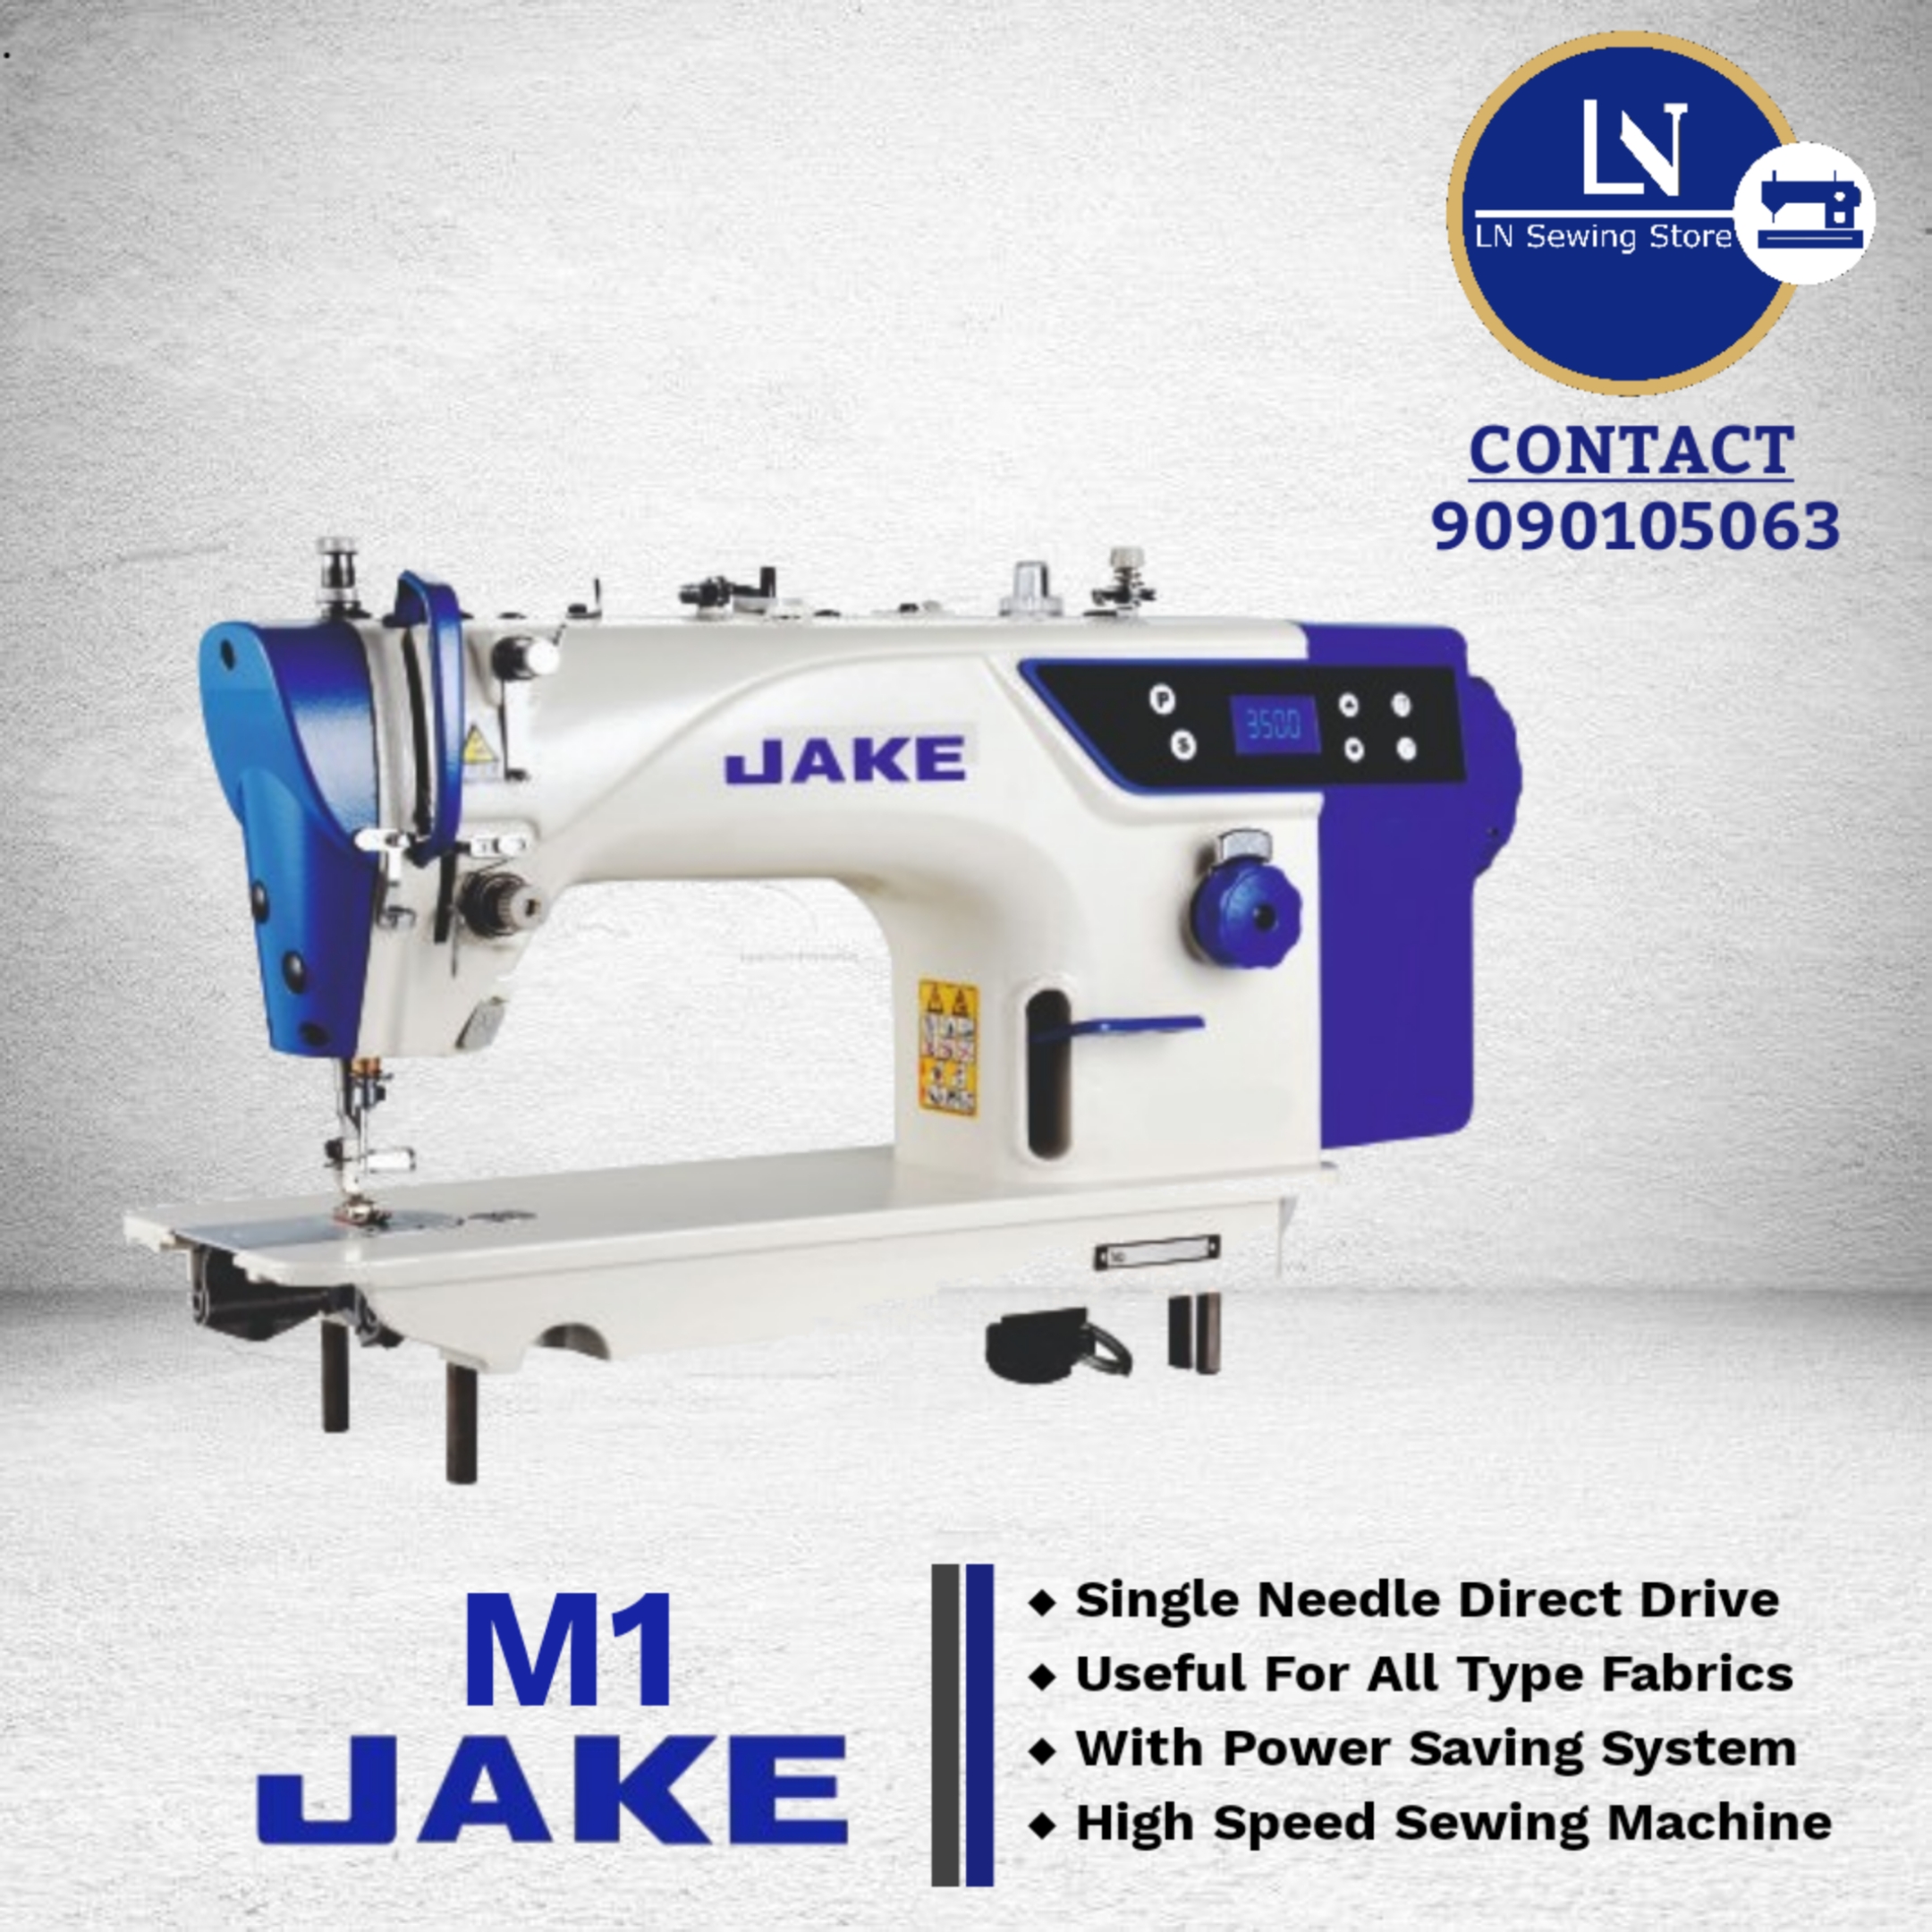 LN
LN Sewing Store
CONTACT
9090105063
JAKE
P
S
3500
M1
JAKE
◆ Single Needle Direct Drive
◆ Useful For All Type Fabrics
◆ With Power Saving System
◆ High Speed Sewing Machine